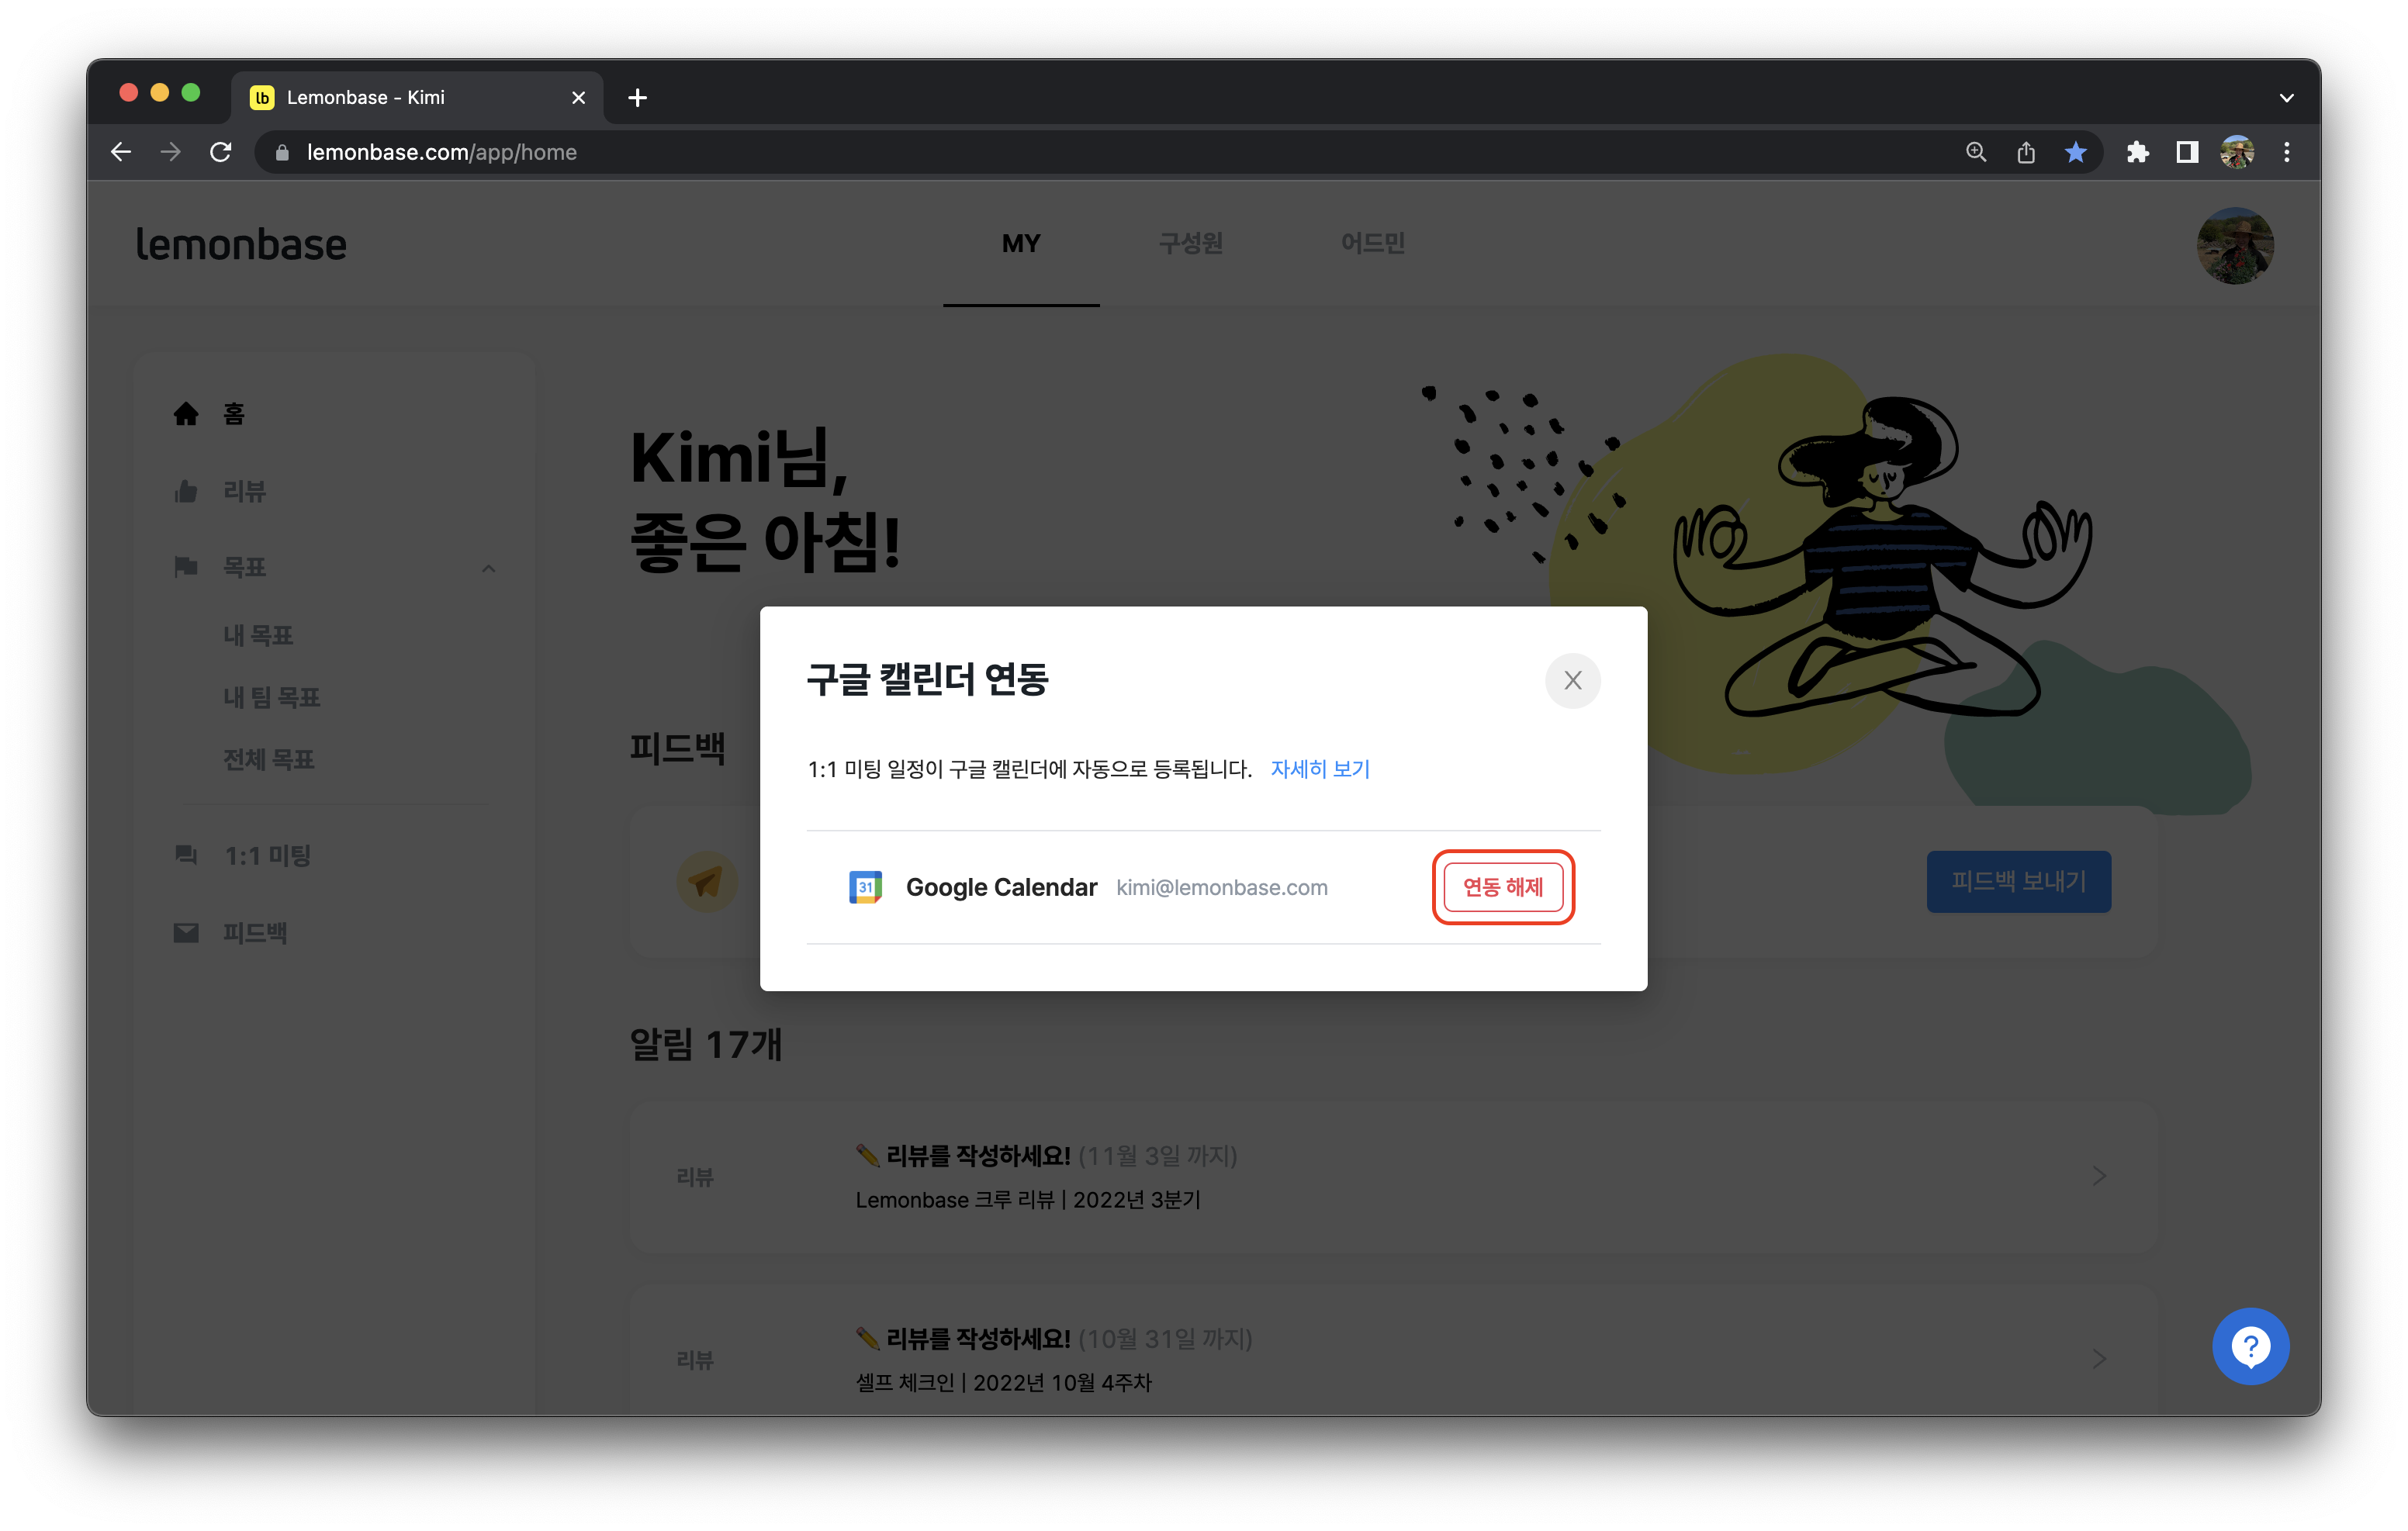 lb Lemonbase - Kimi
lemonbase.com/app/home
lemonbase
MY
구성원
어드민
홈
리뷰
목표
내 목표
내 팀 목표
전체 목표
1:1 미팅
피드백
Kimi님,
좋은 아침!
피드백
피드백 보내기
구글 캘린더 연동
X
1:1 미팅 일정이 구글 캘린더에 자동으로 등록됩니다. 자세히 보기
31 Google Calendar kimi@lemonbase.com 연동 해제
알림 17개
리뷰
✏️ 리뷰를 작성하세요! (11월 3일 까지)
Lemonbase 크루 리뷰 | 2022년 3분기
리뷰
✏️ 리뷰를 작성하세요! (10월 31일 까지)
셀프 체크인 | 2022년 10월 4주차
?